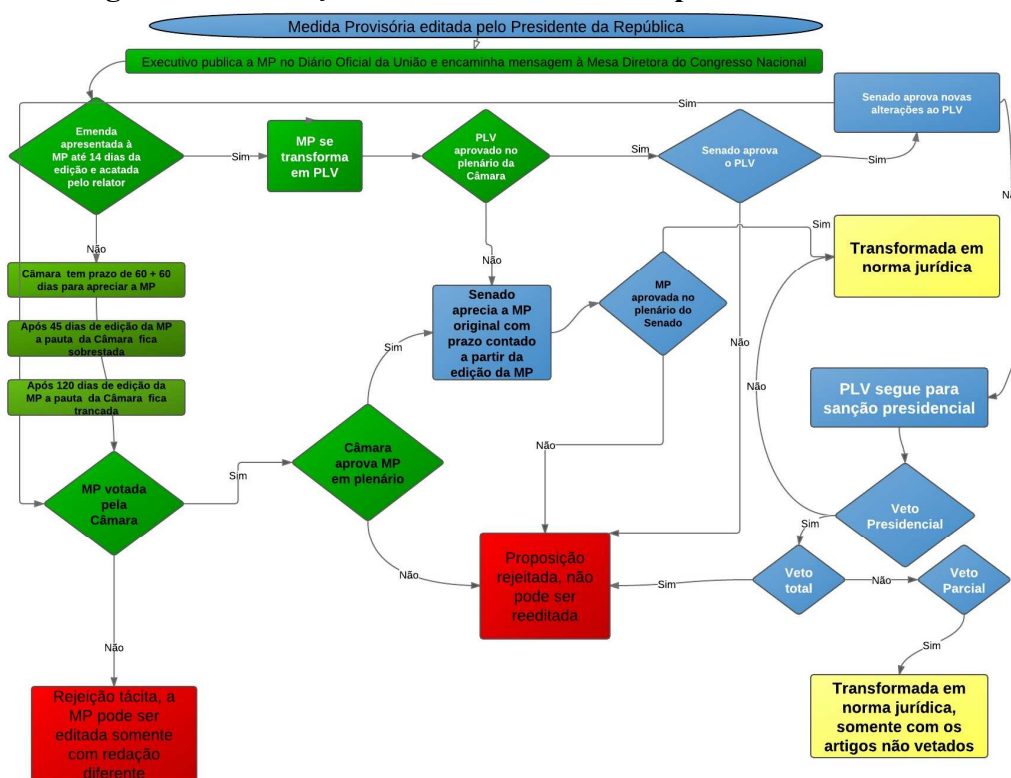 Medida Provisória editada pelo Presidente da República
Executivo publica a MP no Diário Oficial da União e encaminha mensagem à Mesa Diretora do Congresso Nacional
Sim
Senado aprova novas
alterações ao PLV
Emenda
apresentada à
MP até 14 dias da
edição e acatada
pelo relator
Sim
MP se
transforma
em PLV
PLV
aprovado no
plenário da
Câmara
Sim
Senado aprova
o PLV
Sim
Não
Câmara tem prazo de 60 + 60
dias para apreciar a MP
Após 45 dias de edição da MP
a pauta da Câmara fica
sobrestada
Após 120 dias de edição da
MP a pauta da Câmara fica
trancada
Não
Senado
aprecia a MP
original com
prazo contado
a partir da
edição da MP
MP
aprovada no
plenário do
Senado
Sim
Transformada em
norma jurídica
Não
Sim
Não
PLV segue para
sanção presidencial
Não
MP votada
pela
Câmara
Sim
Câmara
aprova MP
em plenário
Não
Proposição
rejeitada, não
pode ser
reeditada
Veto
Presidencial
Sim
Veto
total
Sim
Não
Veto
Parcial
Sim
Não
Rejeição tácita, a
MP pode ser
editada somente
com redação
diferente
Transformada em
norma jurídica,
somente com os
artigos não vetados